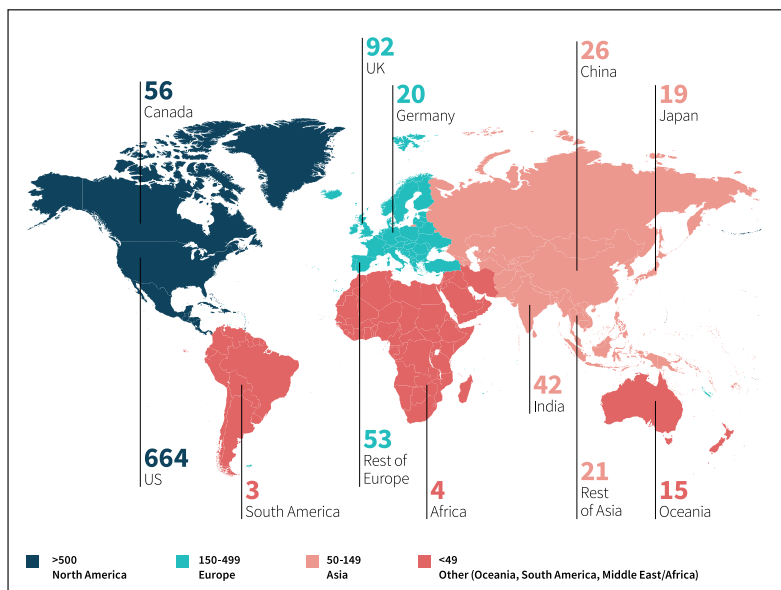 92
UK
26
China
56
Canada
20
Germany
19
Japan
664
US
3
South America
53
Rest of
Europe
4
Africa
42
India
21
Rest
of Asia
15
Oceania
>500
North America
150-499
Europe
50-149
Asia
<49
Other (Oceania, South America, Middle East/Africa)